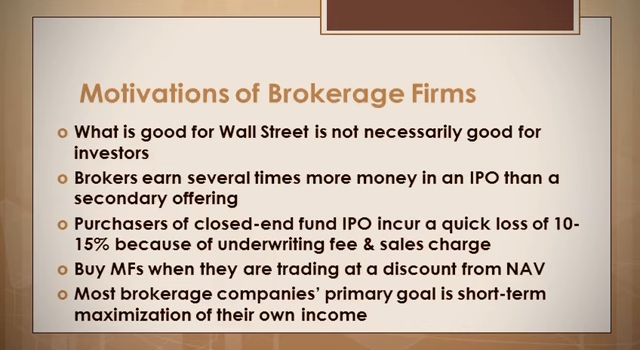 Motivations of Brokerage Firms
o What is good for Wall Street is not necessarily good for
investors
o Brokers earn several times more money in an IPO than a
secondary offering
o Purchasers of closed-end fund IPO incur a quick loss of 10-
15% because of underwriting fee & sales charge
o Buy MFs when they are trading at a discount from NAV
o Most brokerage companies’ primary goal is short-term
maximization of their own income